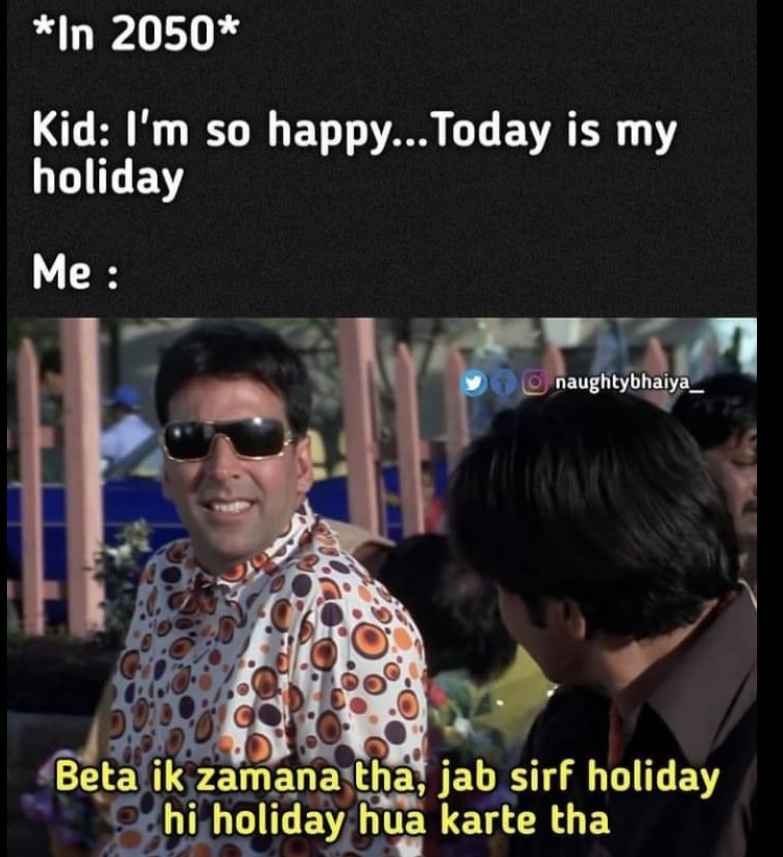 *In 2050*
Kid: I'm so happy...Today is my
holiday
Me :
naughtybhaiya_
Beta ik zamana tha, jab sirf holiday
hi holiday hua karte tha